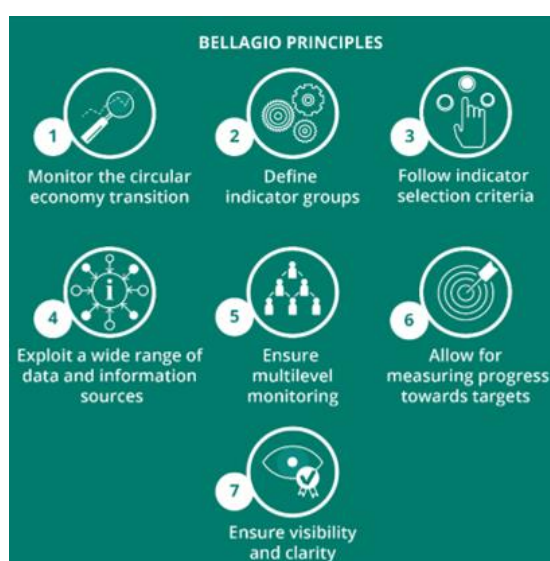 BELLAGIO PRINCIPLES
1
Monitor the circular
economy transition
2
Define
indicator groups
3
Follow indicator
selection criteria
4
i
Exploit a wide range of
data and information
sources
5
Ensure
multilevel
monitoring
6
Allow for
measuring progress
towards targets
7
Ensure visibility
and clarity